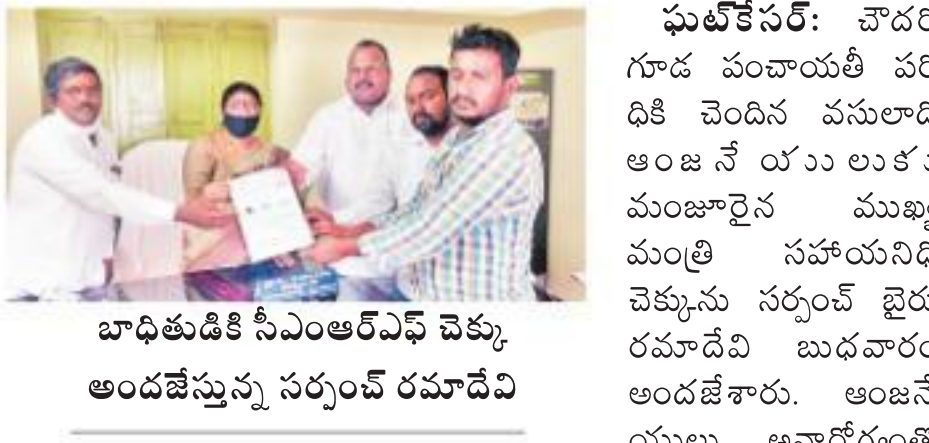 బాధితుడికి సీఎంఆర్ఎఫ్ చెక్కు
అందజేస్తున్న సర్పంచ్ రమాదేవి
ఘట్‌కేసర్: చౌదరి
గూడ పంచాయతీ పరి
ధికి చెందిన వసులాది
ఆంజనేయులుకు
మంజూరైన ముఖ్య
మంత్రి సహాయనిధి
చెక్కును సర్పంచ్ బైరు
రమాదేవి బుధవారం
అందజేశారు. ఆంజనే
యులు అనారోగ్యంతో